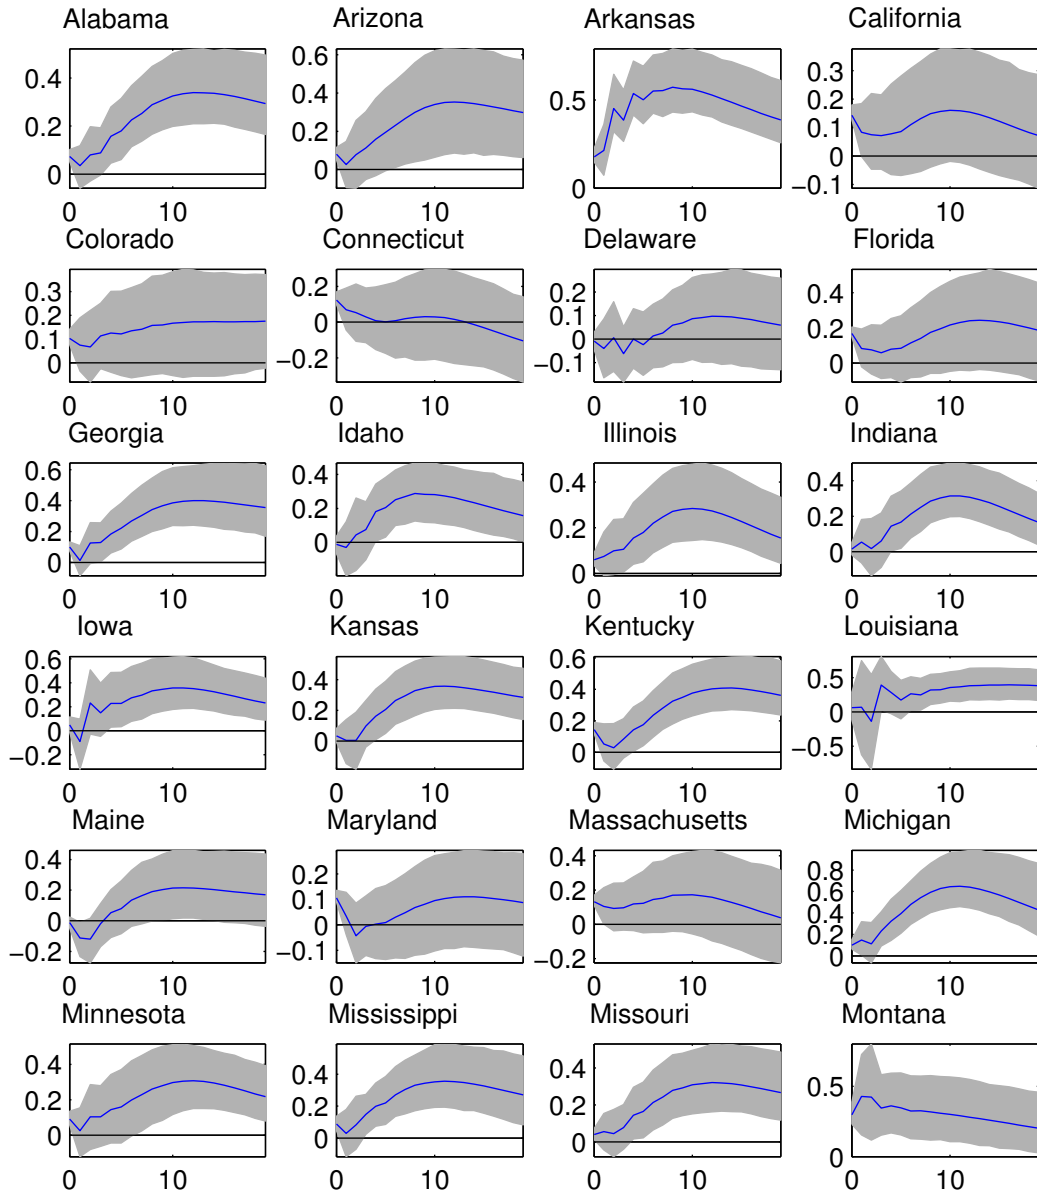 Alabama Arizona Arkansas California
0.4 0.6 0.5 0.3
0.2 0.4 0 0.2
0 0.2 0.1
0 0
−0.1
0 10 0 10 0 10 0 10
Colorado Connecticut Delaware Florida
0.3 0.2 0.2 0.4
0.2 0 0.1 0.2
0.1 −0.2 0 0
0 −0.1
0 10 0 10 0 10 0 10
Georgia Idaho Illinois Indiana
0.6 0.4 0.4 0.4
0.4 0.2 0.2 0.2
0.2 0 0 0
0
0 10 0 10 0 10 0 10
Iowa Kansas Kentucky Louisiana
0.6 0.4 0.6 0.5
0.4 0.2 0.4 0
0.2 0 0.2 −0.5
0 0
−0.2
0 10 0 10 0 10 0 10
Maine Maryland Massachusetts Michigan
0.4 0.2 0.4 0.8
0.2 0.1 0.2 0.6
0 0 0 0.4
−0.2 −0.1 −0.2 0.2
0
0 10 0 10 0 10 0 10
Minnesota Mississippi Missouri Montana
0.4 0.4 0.4 0.5
0.2 0.2 0.2 0
0 0 0
0 10 0 10 0 10 0 10